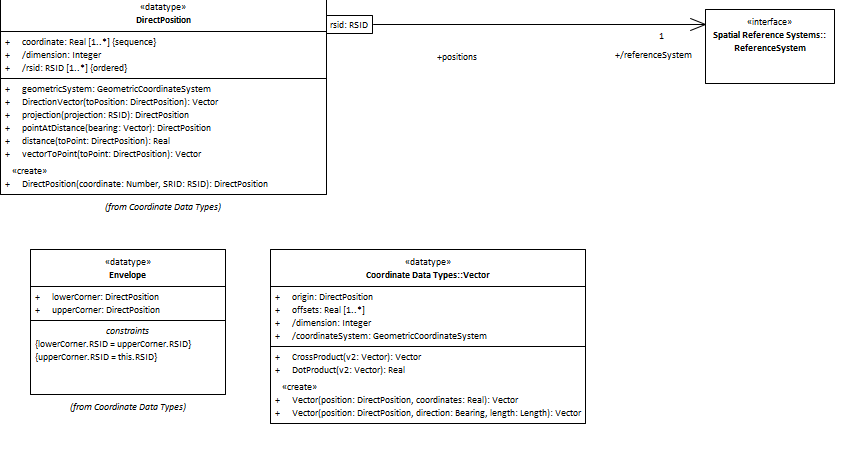 «datatype»
DirectPosition
+ coordinate: Real [1..*] {sequence}
+ /dimension: Integer
+ /rsid: RSID [1..*] {ordered}
+ geometricSystem: GeometricCoordinateSystem
+ DirectionVector(toPosition: DirectPosition): Vector
+ projection(projection: RSID): DirectPosition
+ pointAtDistance(bearing: Vector): DirectPosition
+ distance(toPoint: DirectPosition): Real
+ vectorToPoint(toPoint: DirectPosition): Vector
«create»
+ DirectPosition(coordinate: Number, SRID: RSID): DirectPosition
(from Coordinate Data Types)
rsid: RSID
+positions
1
+/referenceSystem
«interface»
Spatial Reference Systems::
ReferenceSystem
«datatype»
Envelope
+ lowerCorner: DirectPosition
+ upperCorner: DirectPosition
constraints
{lowerCorner.RSID = upperCorner.RSID}
{upperCorner.RSID = this.RSID}
(from Coordinate Data Types)
«datatype»
Coordinate Data Types::Vector
+ origin: DirectPosition
+ offsets: Real [1..*]
+ /dimension: Integer
+ /coordinateSystem: GeometricCoordinateSystem
+ CrossProduct(v2: Vector): Vector
+ DotProduct(v2: Vector): Real
«create»
+ Vector(position: DirectPosition, coordinates: Real): Vector
+ Vector(position: DirectPosition, direction: Bearing, length: Length): Vector